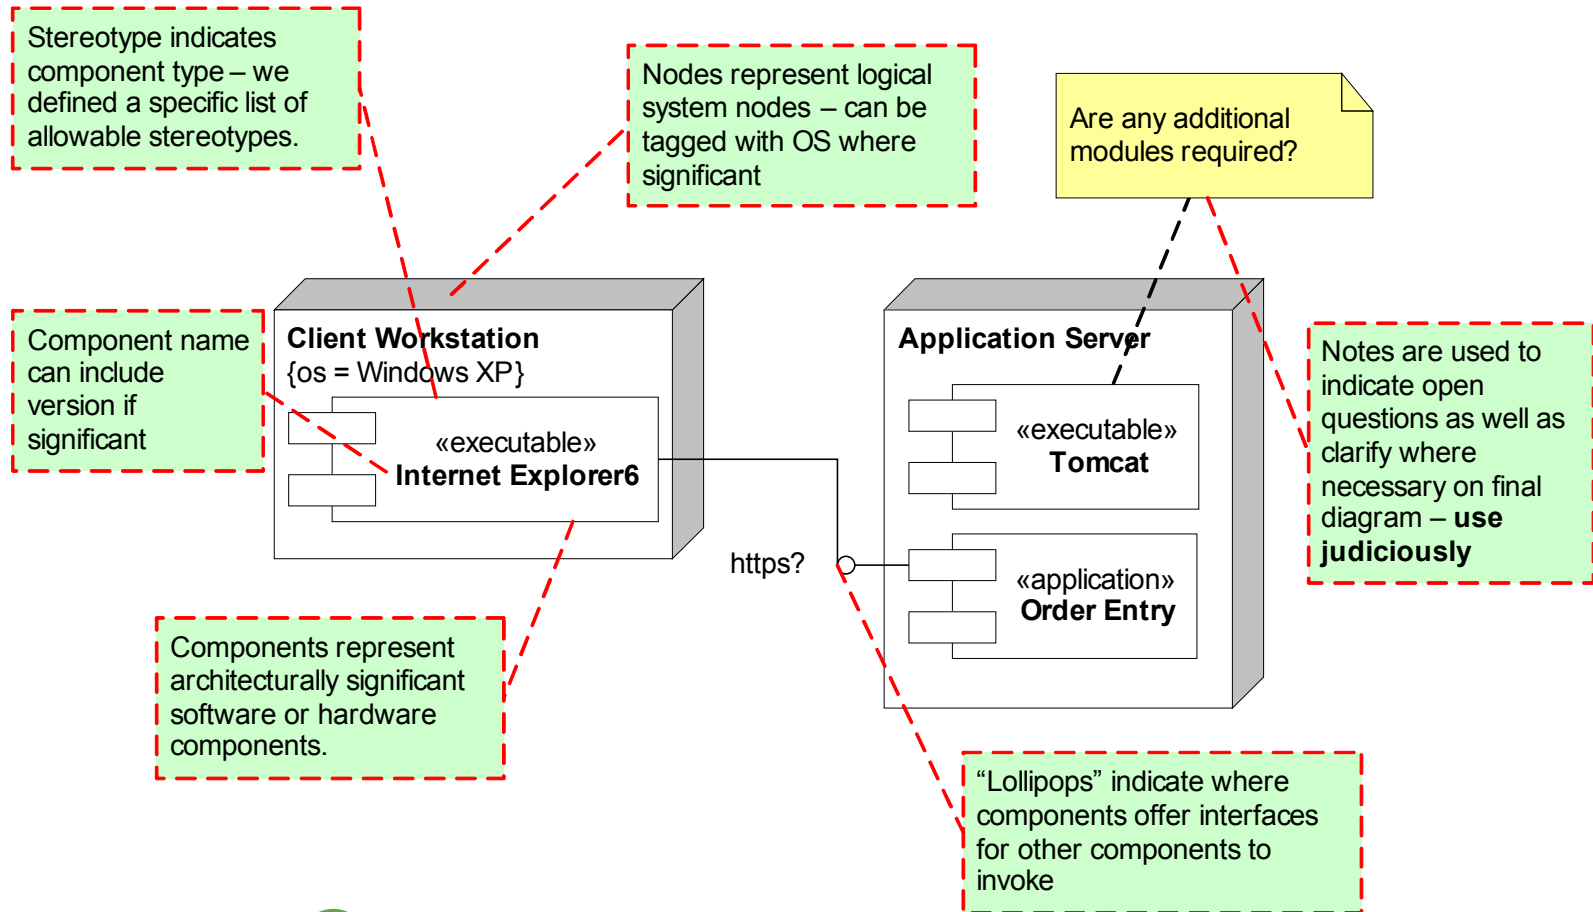 Stereotype indicates
component type – we
defined a specific list of
allowable stereotypes.
Nodes represent logical
system nodes – can be
tagged with OS where
significant
Are any additional
modules required?
Component name
can include
version if
significant
Client Workstation
{os = Windows XP}
«executable»
Internet Explorer6
Application Server
«executable»
Tomcat
«application»
Order Entry
https?
Notes are used to
indicate open
questions as well as
clarify where
necessary on final
diagram – use
judiciously
Components represent
architecturally significant
software or hardware
components.
“Lollipops” indicate where
components offer interfaces
for other components to
invoke